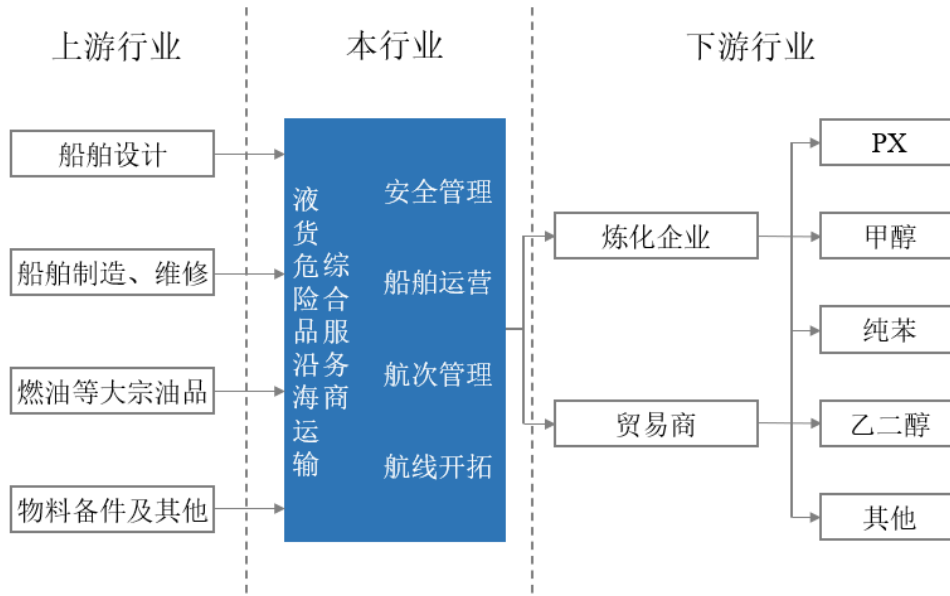 上游行业
本行业
下游行业
船舶设计
船舶制造、维修
燃油等大宗油品
物料备件及其他
液货危险品沿海运输
综合服务商
安全管理
船舶运营
航次管理
航线开拓
炼化企业
贸易商
PX
甲醇
纯苯
乙二醇
其他